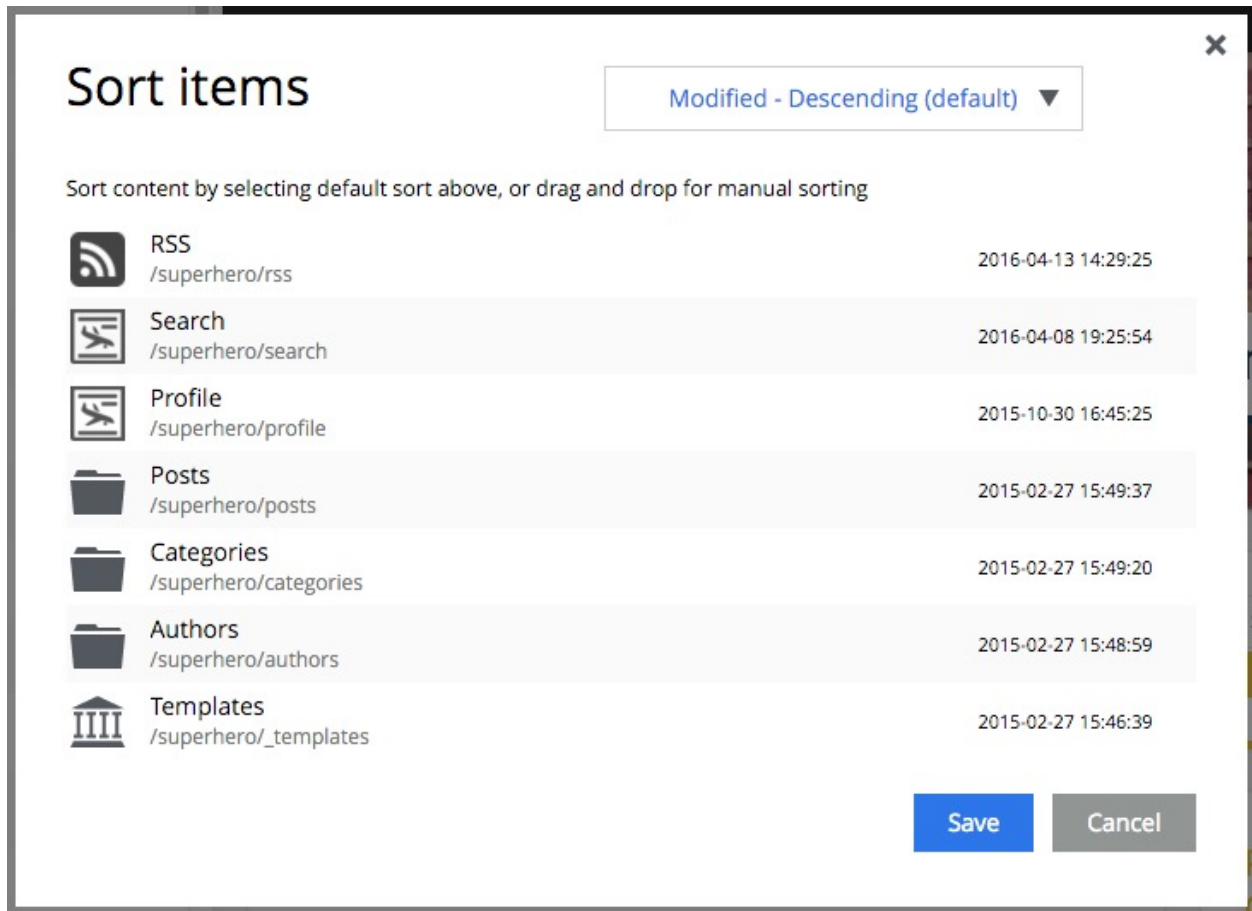 Sort items
Modified - Descending (default)
Sort content by selecting default sort above, or drag and drop for manual sorting
RSS
/superhero/rss
2016-04-13 14:29:25
Search
/superhero/search
2016-04-08 19:25:54
Profile
/superhero/profile
2015-10-30 16:45:25
Posts
/superhero/posts
2015-02-27 15:49:37
Categories
/superhero/categories
2015-02-27 15:49:20
Authors
/superhero/authors
2015-02-27 15:48:59
Templates
/superhero/_templates
2015-02-27 15:46:39
Save
Cancel